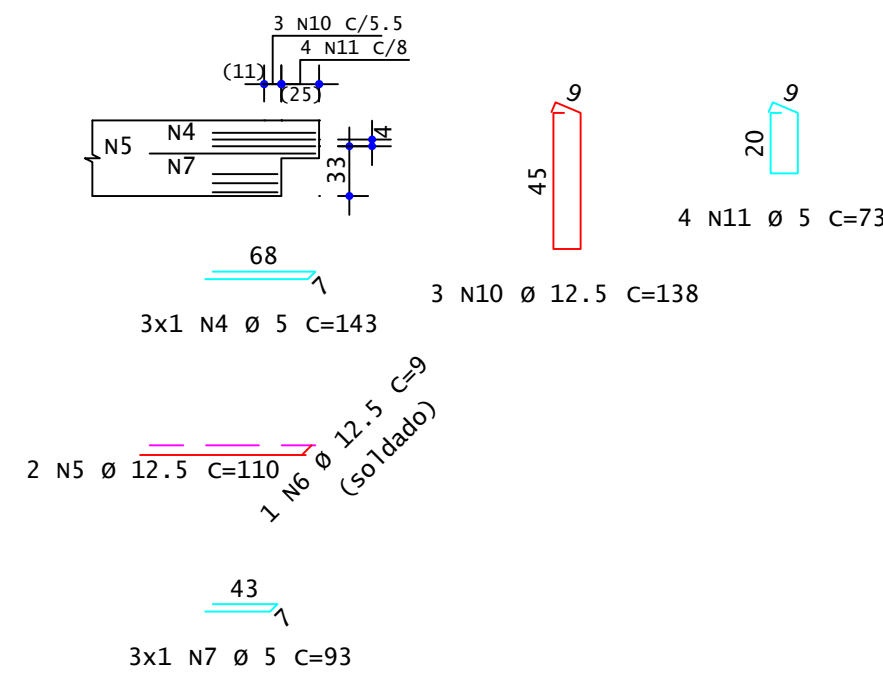 3 N10 C/5.5
4 N11 C/8
(11)
(25)
N4
N5
N7
4
33
9
45
3 N10 Ø 12.5 C=138
9
20
4 N11 Ø 5 C=73
68
7
3x1 N4 Ø 5 C=143
2 N5 Ø 12.5 C=110
1 N6 Ø 12.5 C=9
(soldado)
43
7
3x1 N7 Ø 5 C=93